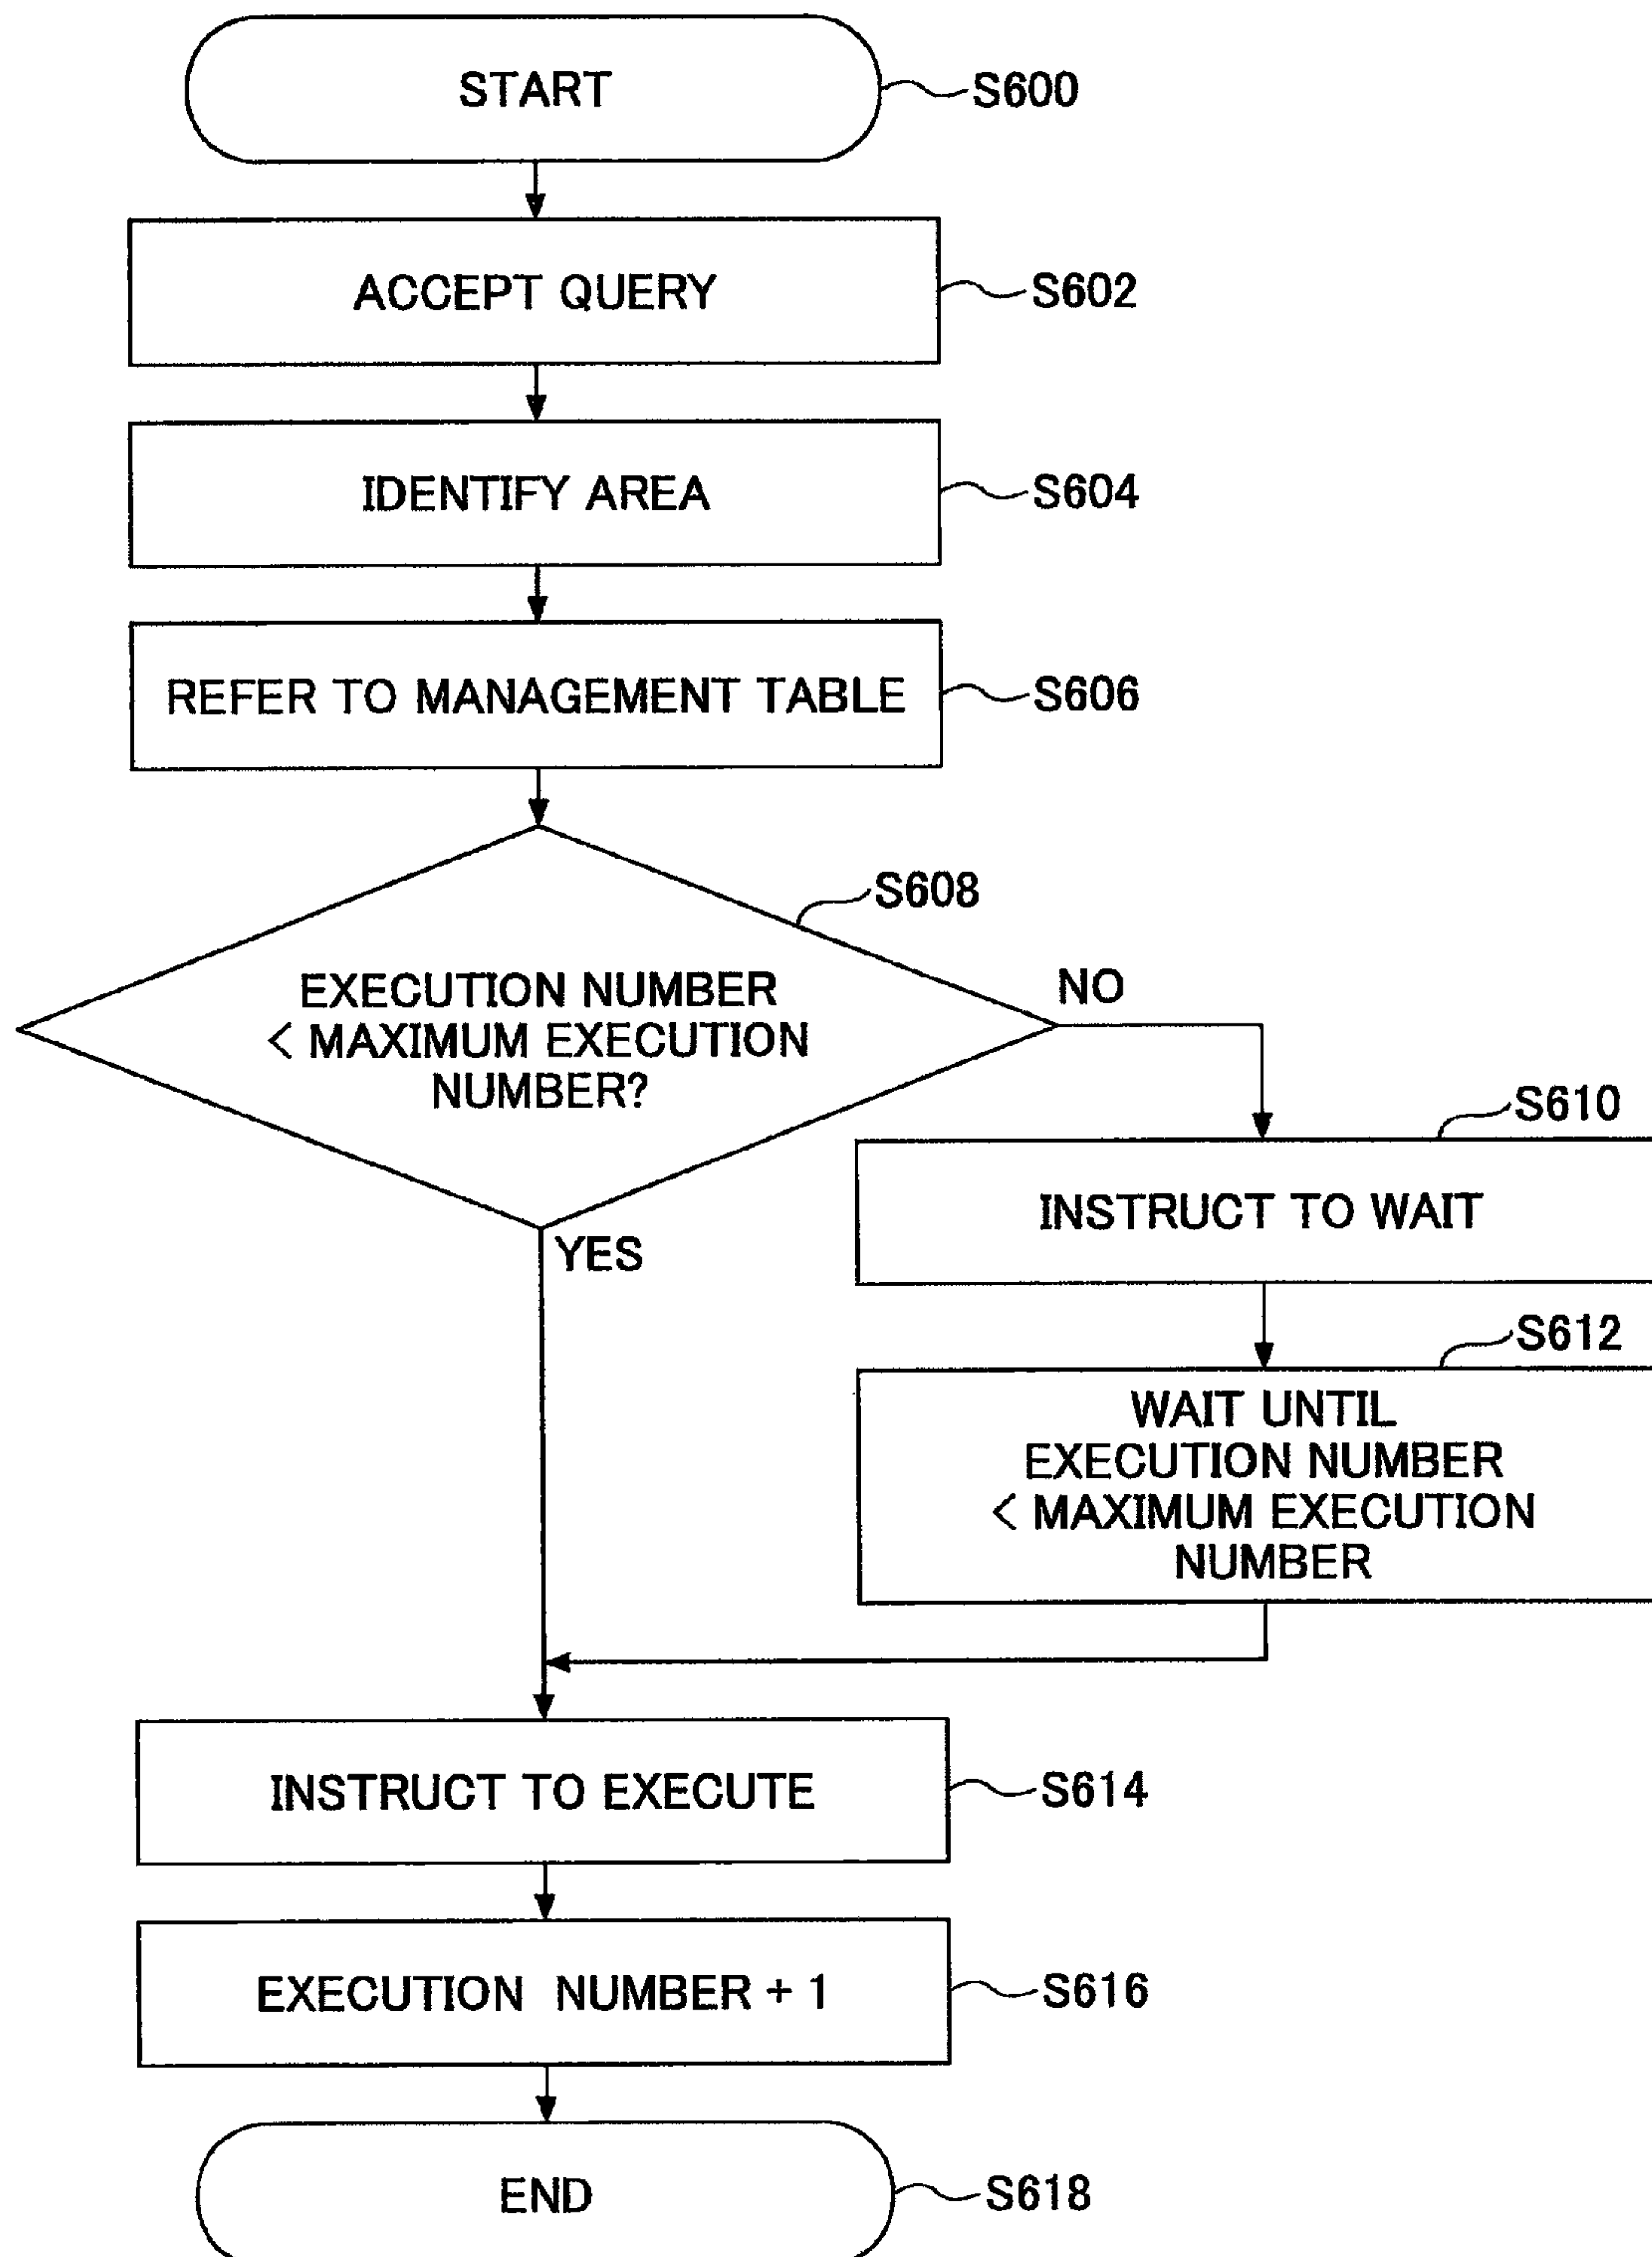 START
S600
ACCEPT QUERY
S602
IDENTIFY AREA
S604
REFER TO MANAGEMENT TABLE
S606
S608
EXECUTION NUMBER
< MAXIMUM EXECUTION
NUMBER?
NO
YES
S610
INSTRUCT TO WAIT
S612
WAIT UNTIL
EXECUTION NUMBER
< MAXIMUM EXECUTION
NUMBER
INSTRUCT TO EXECUTE
S614
EXECUTION NUMBER + 1
S616
END
S618